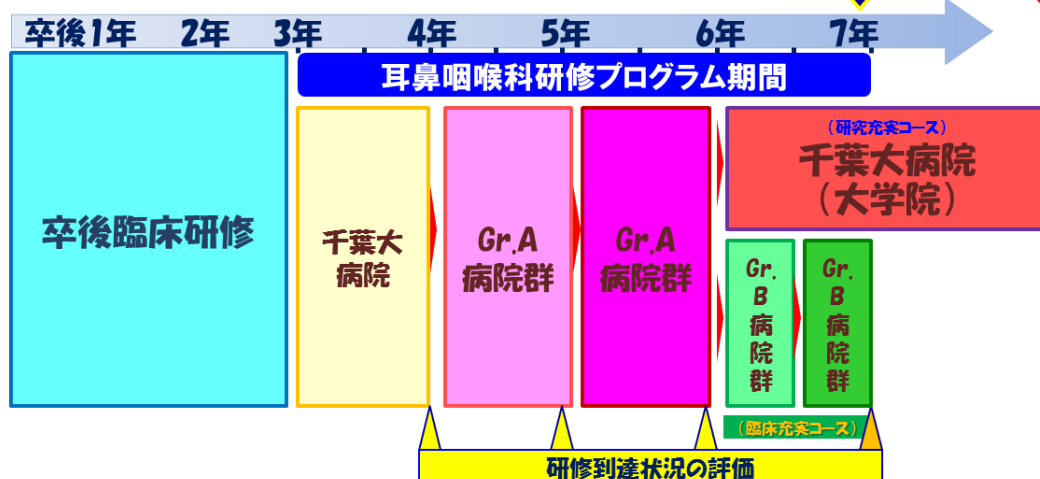 卒後1年 2年 3年 4年 5年 6年 7年
耳鼻咽喉科研修プログラム期間
卒後臨床研修
千葉大
病院
Gr.A
病院群
Gr.A
病院群
(研究充実コース)
千葉大病院
(大学院)
Gr.
B
病
院
群
Gr.
B
病
院
群
(臨床充実コース)
研修到達状況の評価